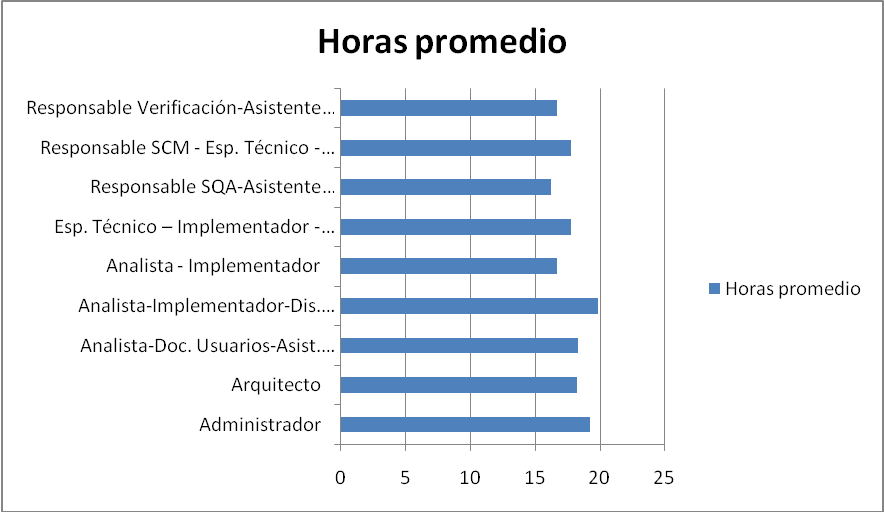 Horas promedio
Responsable Verificación-Asistente ...
Responsable SCM - Esp. Técnico -...
Responsable SQA-Asistente ...
Esp. Técnico – Implementador -...
Analista - Implementador
Analista-Implementador-Dis....
Analista-Doc. Usuarios-Asist....
Arquitecto
Administrador
0 5 10 15 20 25
Horas promedio